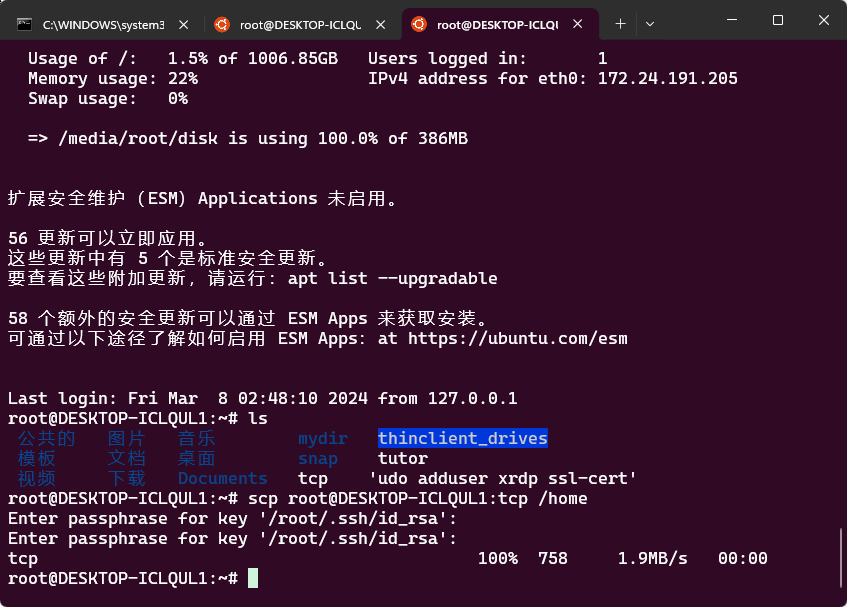 C:\WINDOWS\system3
root@DESKTOP-ICLQU
root@DESKTOP-ICLQU
Usage of /:   1.5% of 1006.85GB   Users logged in:       1
Memory usage: 22%                 IPv4 address for eth0: 172.24.191.205
Swap usage:   0%
=> /media/root/disk is using 100.0% of 386MB
扩展安全维护（ESM）Applications 未启用。
56 更新可以立即应用。
这些更新中有 5 个是标准安全更新。
要查看这些附加更新，请运行：apt list --upgradable
58 个额外的安全更新可以通过 ESM Apps 来获取安装。
可通过以下途径了解如何启用 ESM Apps：at https://ubuntu.com/esm
Last login: Fri Mar  8 02:48:10 2024 from 127.0.0.1
root@DESKTOP-ICLQUL1:~# ls
公共的   图片   音乐        mydir   thinclient_drives
模板     文档   桌面        snap    tutor
视频     下载   Documents   tcp    'udo adduser xrdp ssl-cert'
root@DESKTOP-ICLQUL1:~# scp root@DESKTOP-ICLQUL1:tcp /home
Enter passphrase for key '/root/.ssh/id_rsa':
Enter passphrase for key '/root/.ssh/id_rsa':
tcp                                            100%  758     1.9MB/s   00:00
root@DESKTOP-ICLQUL1:~#